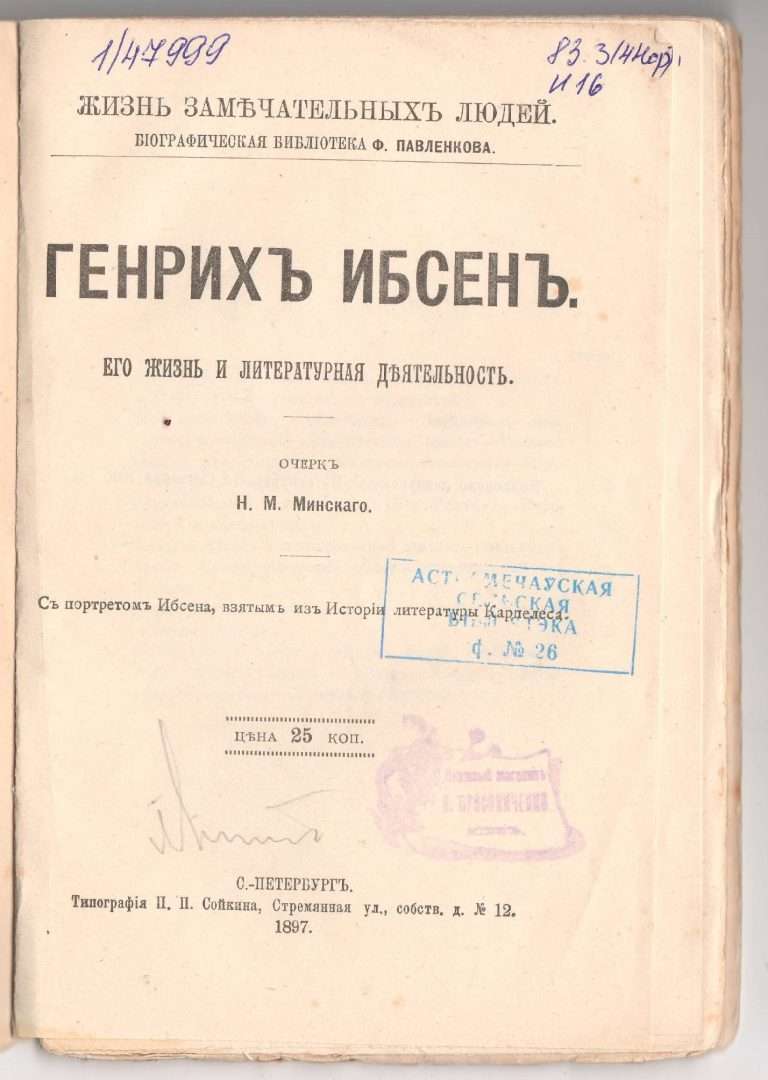 1/47999
83.3(4Нор)
И16
ЖИЗНЬ ЗАМѢЧАТЕЛЬНЫХЪ ЛЮДЕЙ.
БІОГРАФИЧЕСКАЯ БИБЛІОТЕКА Ф. ПАВЛЕНКОВА.
ГЕНРИХЪ ИБСЕНЪ.
ЕГО ЖИЗНЬ И ЛИТЕРАТУРНАЯ ДѢЯТЕЛЬНОСТЬ.
ОЧЕРКЪ
Н. М. Минскаго.
Съ портретомъ Ибсена, взятымъ изъ Исторіи литературы Карпелеса.
ф. № 26
ЦѢНА 25 КОП.
С.-ПЕТЕРБУРГЪ.
Типографія П. П. Сойкина, Стремянная ул., собств. д. № 12.
1897.